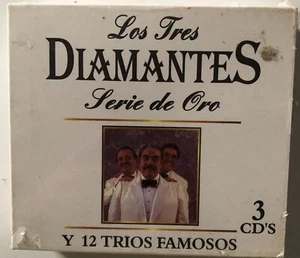 Los Tres
DIAMANTES
Serie de Oro
3
CD'S
Y 12 TRIOS FAMOSOS